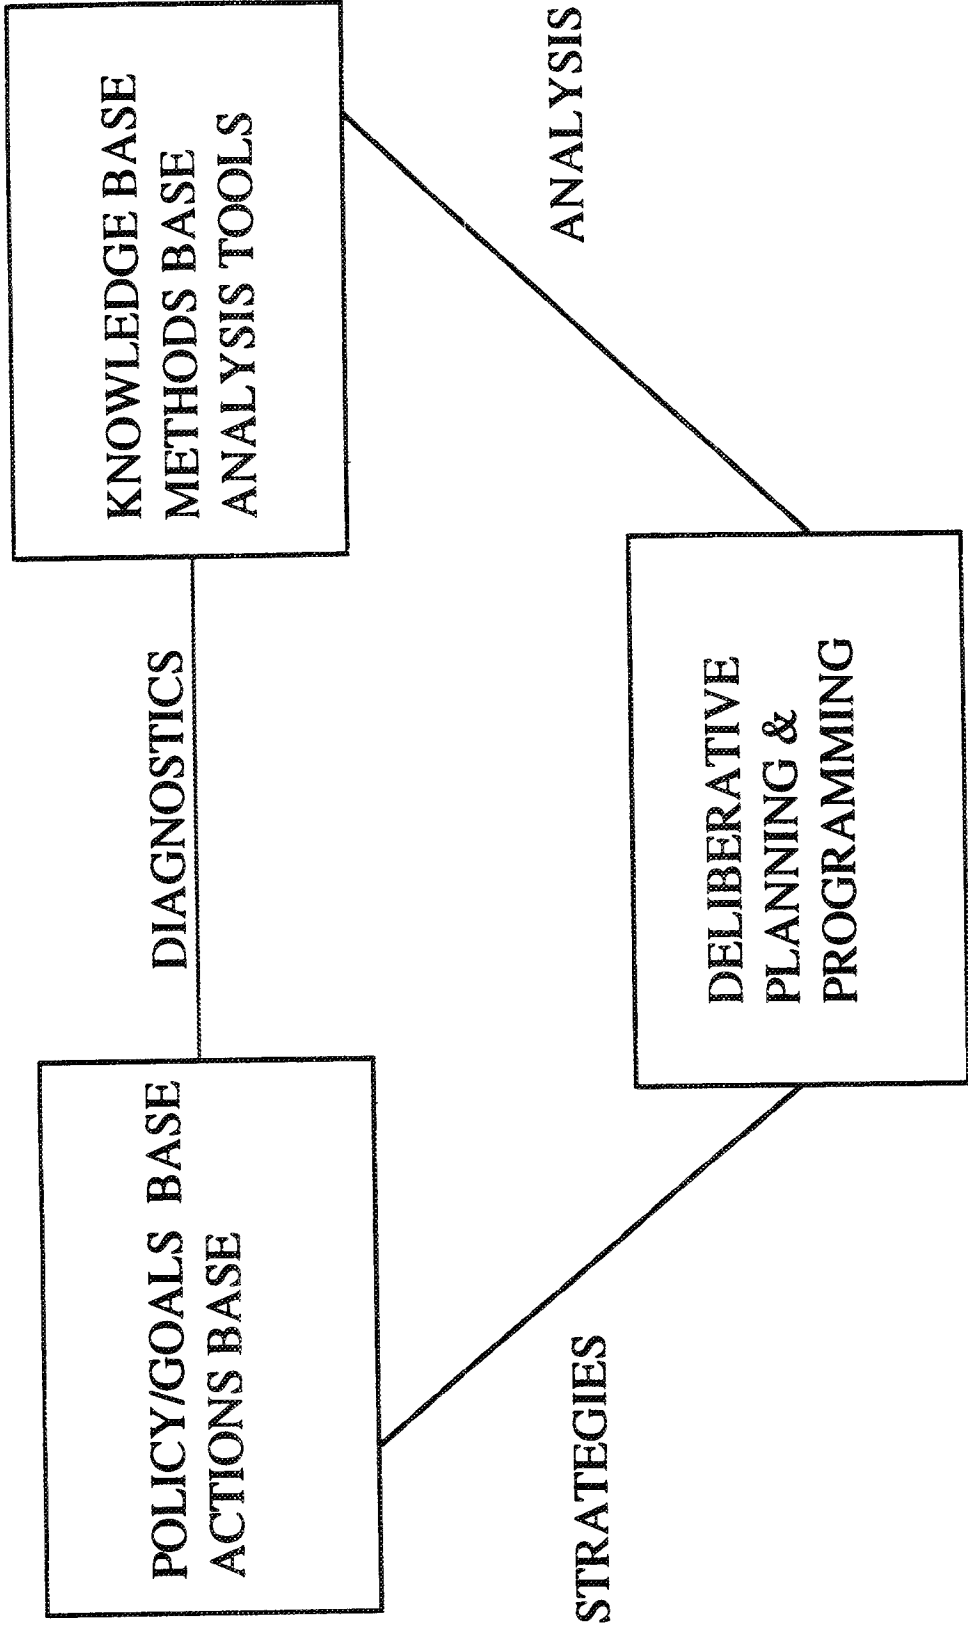 POLICY/GOALS BASE
ACTIONS BASE
DIAGNOSTICS
KNOWLEDGE BASE
METHODS BASE
ANALYSIS TOOLS
STRATEGIES
ANALYSIS
DELIBERATIVE
PLANNING &
PROGRAMMING